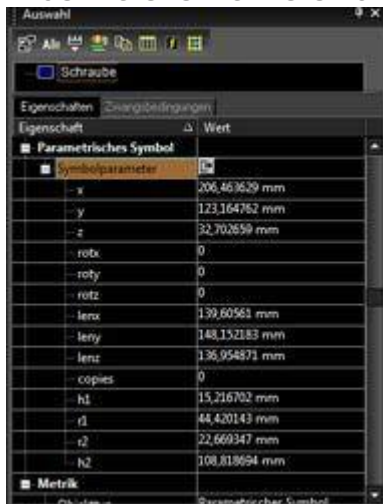 Auswahl
Alle
Schraube
Eigenschaften Zwangsbedingungen
Eigenschaft Wert
Parametrisches Symbol
Symbolparameter
x 206,463629 mm
y 123,164762 mm
z 32,702659 mm
rotx 0
roty 0
rotz 0
lenx 139,60561 mm
leny 148,152183 mm
lenz 136,954871 mm
copies 0
h1 15,216702 mm
r1 44,420143 mm
r2 22,669347 mm
h2 108,818694 mm
Metrik
Parametrischer Symbol